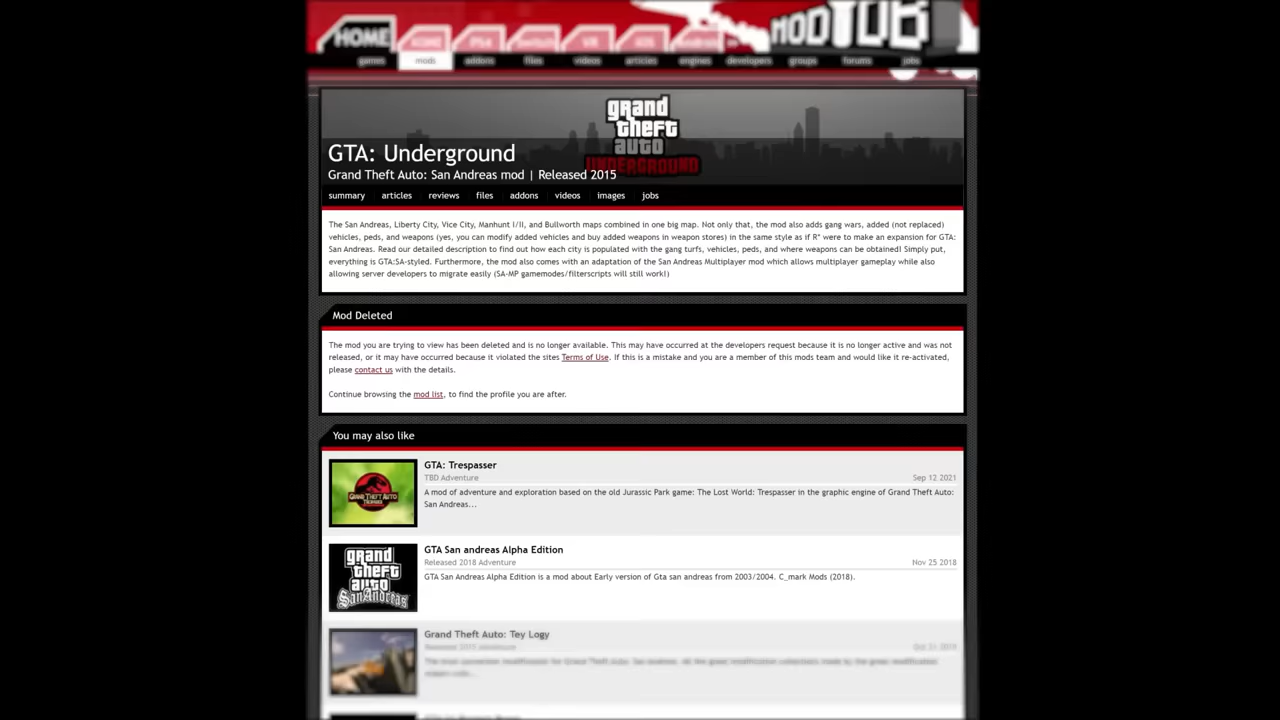 HOME
MODDB
games mods addons files videos articles engines developers groups forums jobs
grand
theft
auto
UNDERGROUND
GTA: Underground
Grand Theft Auto: San Andreas mod | Released 2015
summary articles reviews files addons videos images jobs
The San Andreas, Liberty City, Vice City, Manhunt I/II, and Bullworth maps combined in one big map. Not only that, the mod also adds gang wars, added (not replaced)
vehicles, peds, and weapons (yes, you can modify added vehicles and buy added weapons in weapon stores) in the same style as if R* were to make an expansion for GTA:
San Andreas. Read our detailed description to find out how each city is populated with the gang turfs, vehicles, peds, and where weapons can be obtained! Simply put,
everything is GTA:SA-styled. Furthermore, the mod also comes with an adaptation of the San Andreas Multiplayer mod which allows multiplayer gameplay while also
allowing server developers to migrate easily (SA-MP gamemodes/filterscripts will still work!)
Mod Deleted
The mod you are trying to view has been deleted and is no longer available. This may have occurred at the developers request because it is no longer active and was not
released, or it may have occurred because it violated the sites Terms of Use. If this is a mistake and you are a member of this mods team and would like it re-activated,
please contact us with the details.
Continue browsing the mod list, to find the profile you are after.
You may also like
GTA: Trespasser
TBD Adventure Sep 12 2021
A mod of adventure and exploration based on the old Jurassic Park game: The Lost World: Trespasser in the graphic engine of Grand Theft Auto:
San Andreas...
GRAND THEFT AUTO
grand
theft
auto
San Andreas
GTA San andreas Alpha Edition
Released 2018 Adventure Nov 25 2018
GTA San Andreas Alpha Edition is a mod about Early version of Gta san andreas from 2003/2004. C_mark Mods (2018).
Grand Theft Auto: Tey Logy